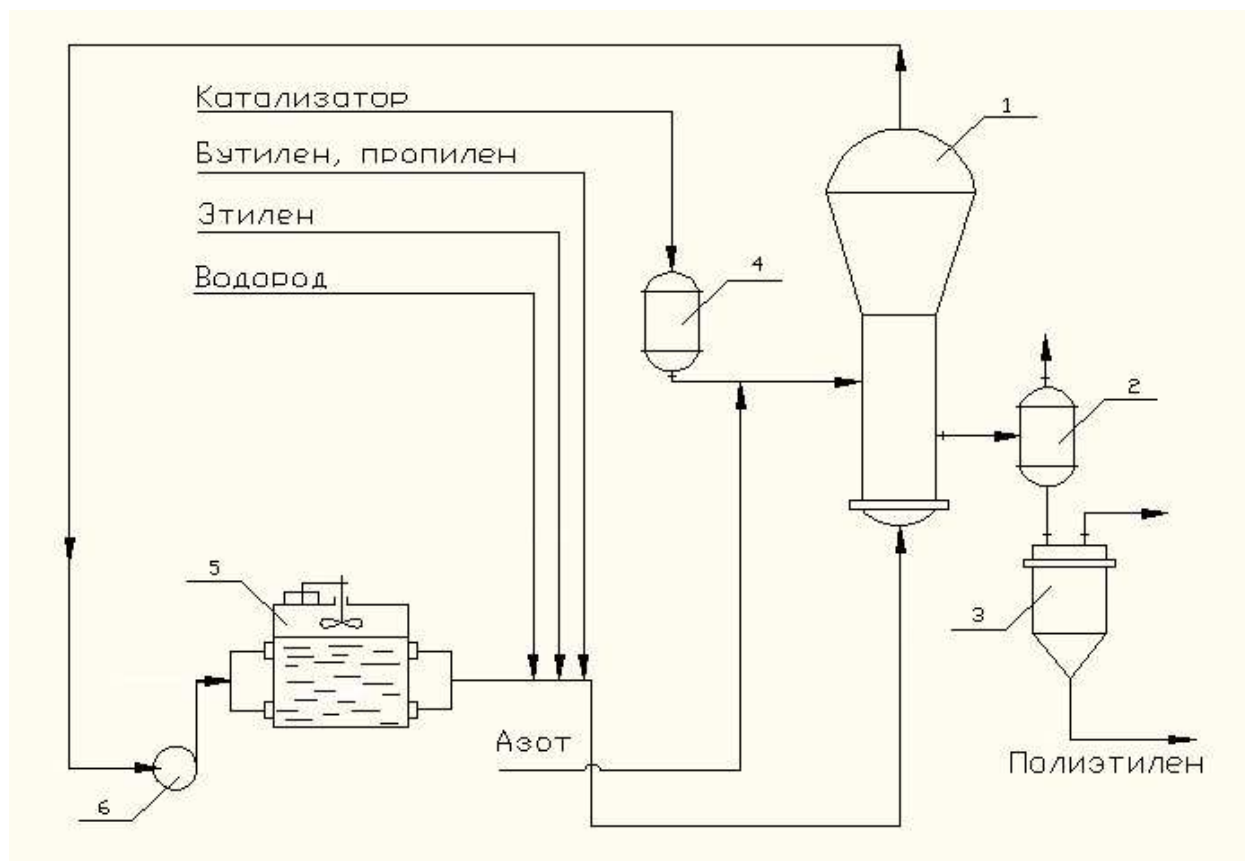 Катализатор
1
Бутилен, пропилен
Этилен
Водород
4
2
5
3
Азот
Полиэтилен
6